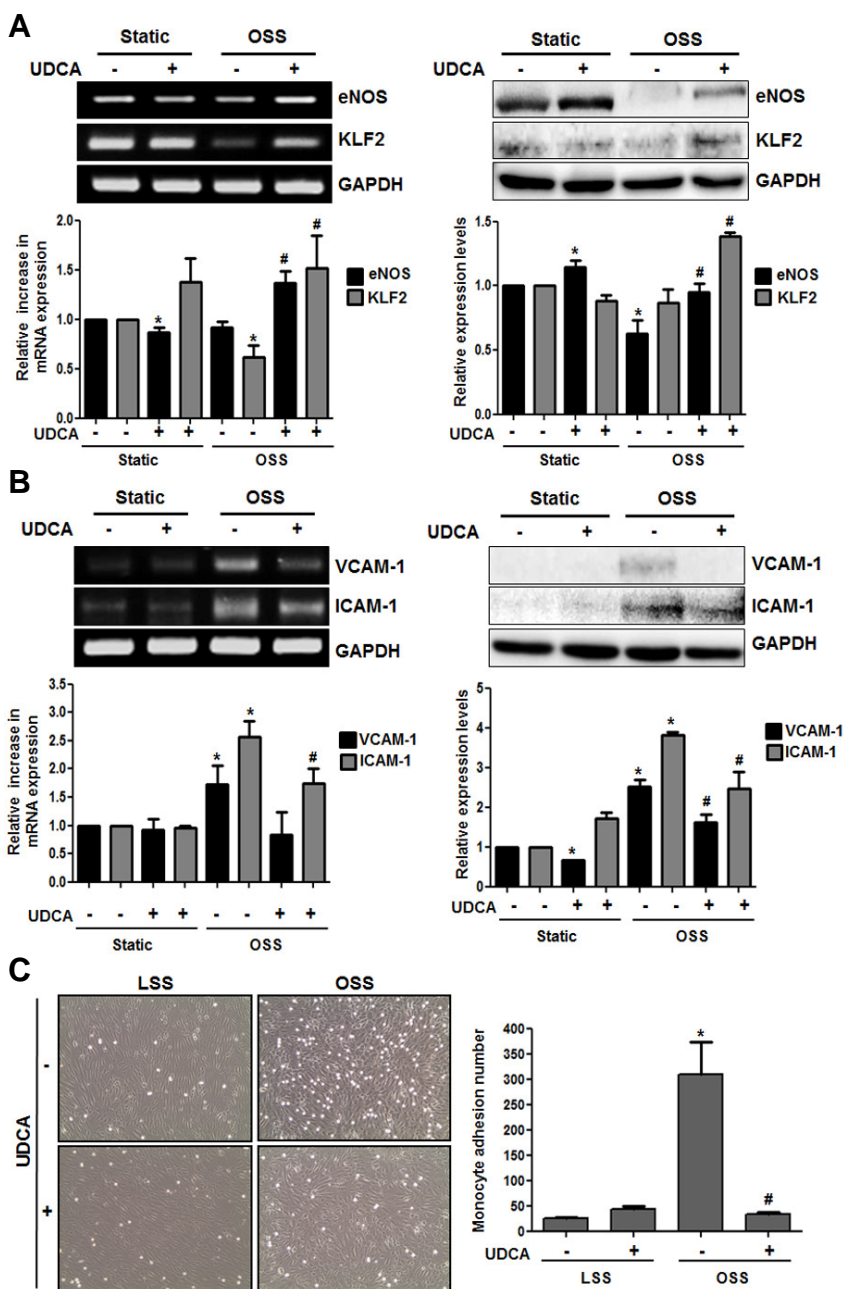 A
Static OSS
UDCA - + - +
eNOS
KLF2
GAPDH
Relative increase in
mRNA expression
2.0
1.5
1.0
0.5
0.0
*
*
#
#
eNOS
KLF2
UDCA - - + + - - + +
Static OSS
Static OSS
UDCA - + - +
eNOS
KLF2
GAPDH
Relative expression levels
1.5
1.0
0.5
0.0
*
*
#
#
eNOS
KLF2
UDCA - - + + - - + +
Static OSS
B
Static OSS
UDCA - + - +
VCAM-1
ICAM-1
GAPDH
Relative increase in
mRNA expression
3.5
3.0
2.5
2.0
1.5
1.0
0.5
0.0
*
*
#
VCAM-1
ICAM-1
UDCA - - + + - - + +
Static OSS
Static OSS
UDCA - + - +
VCAM-1
ICAM-1
GAPDH
Relative expression levels
5
4
3
2
1
0
*
*
*
#
#
VCAM-1
ICAM-1
UDCA - - + + - - + +
Static OSS
C
LSS OSS
UDCA
-
+
Monocyte adhesion number
400
350
300
250
200
150
100
50
0
*
#
UDCA - + - +
LSS OSS